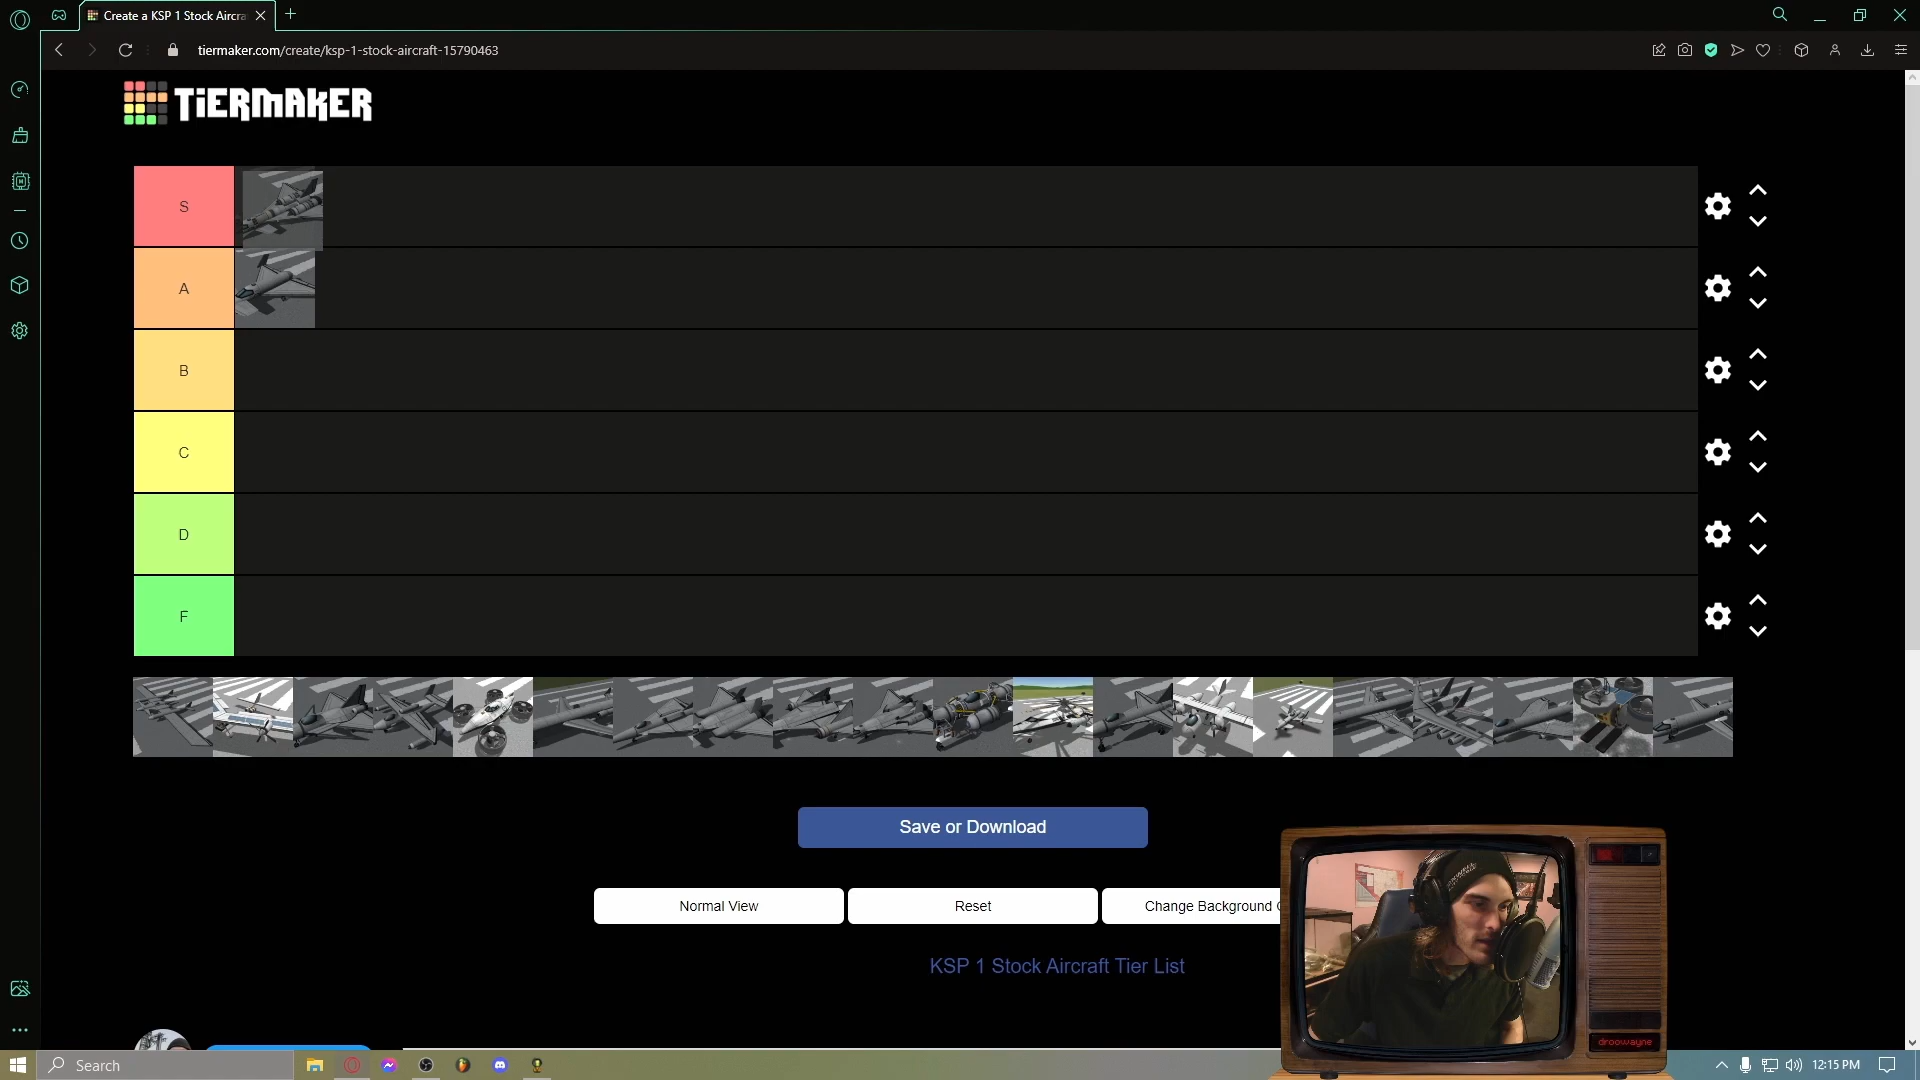 Create a KSP 1 Stock Aircra
tiermaker.com/create/ksp-1-stock-aircraft-15790463
TIERMAKER
S
A
B
C
D
F
Save or Download
Normal View
Reset
Change Background
KSP 1 Stock Aircraft Tier List
droowayne
Search
12:15 PM